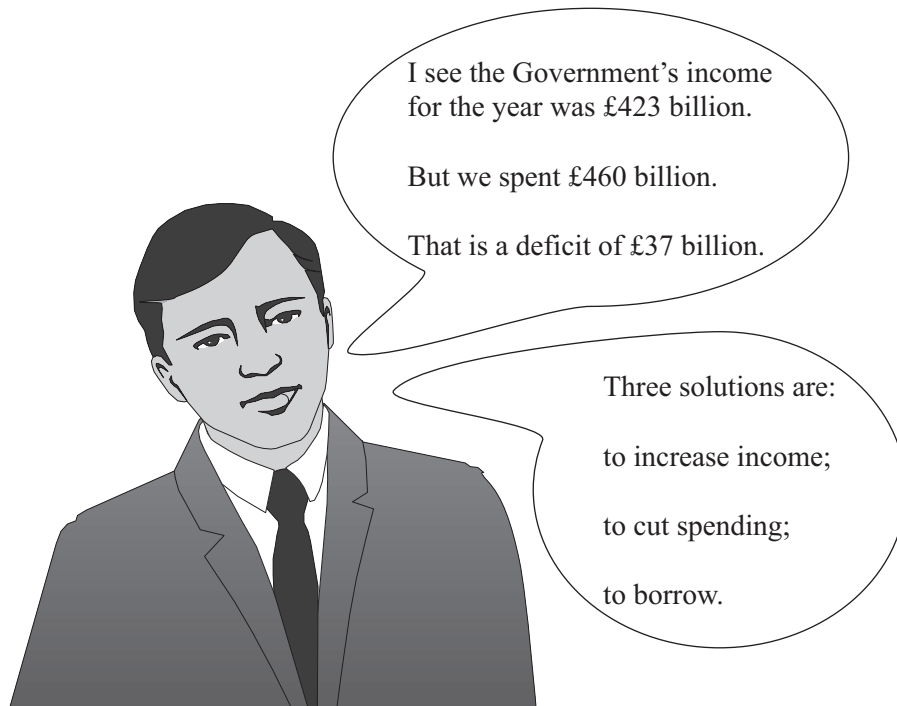 I see the Government’s income
for the year was £423 billion.
But we spent £460 billion.
That is a deficit of £37 billion.
Three solutions are:
to increase income;
to cut spending;
to borrow.